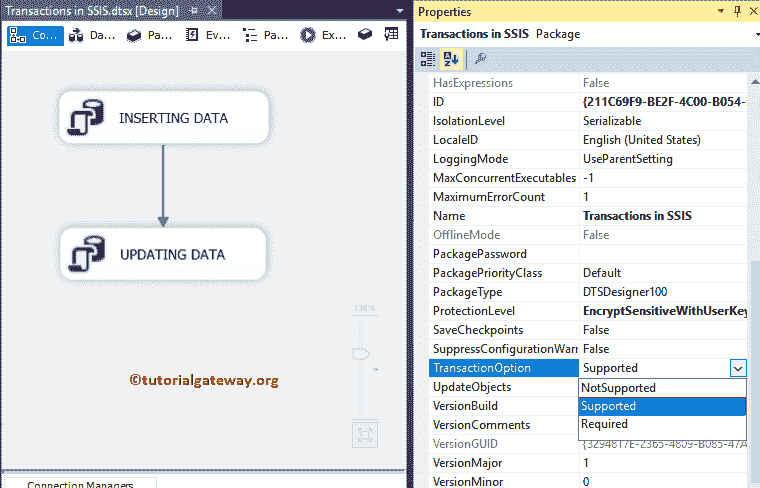 Transactions in SSIS.dtsx [Design]
Co... Da... Pa... Ev... Pa... Ex...
INSERTING DATA
UPDATING DATA
130%
©tutorialgateway.org
Connection Managers
Properties
Transactions in SSIS Package
HasExpressions False
ID {211C69F9-BE2F-4C00-B054-
IsolationLevel Serializable
LocaleID English (United States)
LoggingMode UseParentSetting
MaxConcurrentExecutables -1
MaximumErrorCount 1
Name Transactions in SSIS
OfflineMode False
PackagePassword
PackagePriorityClass Default
PackageType DTSDesigner100
ProtectionLevel EncryptSensitiveWithUserKey
SaveCheckpoints False
SuppressConfigurationWarr False
TransactionOption Supported
UpdateObjects NotSupported
VersionBuild Supported
VersionComments Required
VersionGUID {3294817E-2365-4809-B085-47A
VersionMajor 1
VersionMinor 0